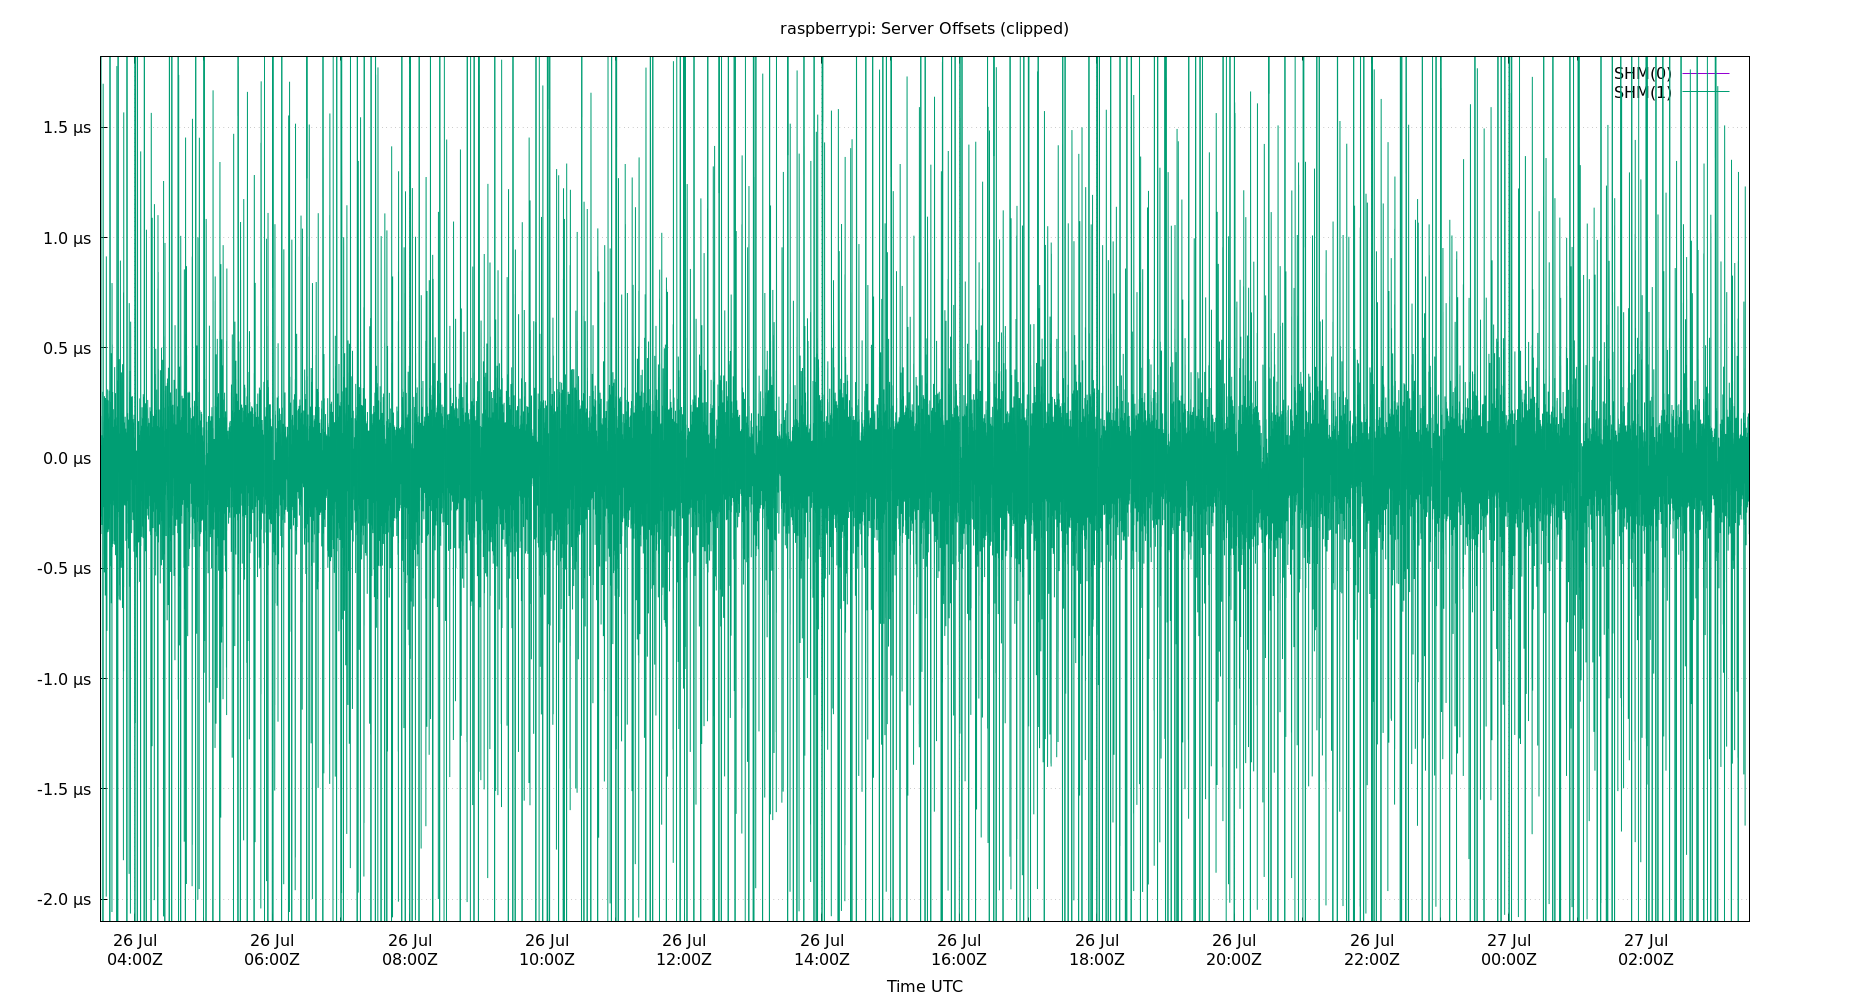 raspberrypi: Server Offsets (clipped)
SHM(0)
SHM(1)
1.5 µs
1.0 µs
0.5 µs
0.0 µs
-0.5 µs
-1.0 µs
-1.5 µs
-2.0 µs
26 Jul 26 Jul 26 Jul 26 Jul 26 Jul 26 Jul 26 Jul 26 Jul 26 Jul 26 Jul 27 Jul 27 Jul
04:00Z 06:00Z 08:00Z 10:00Z 12:00Z 14:00Z 16:00Z 18:00Z 20:00Z 22:00Z 00:00Z 02:00Z
Time UTC